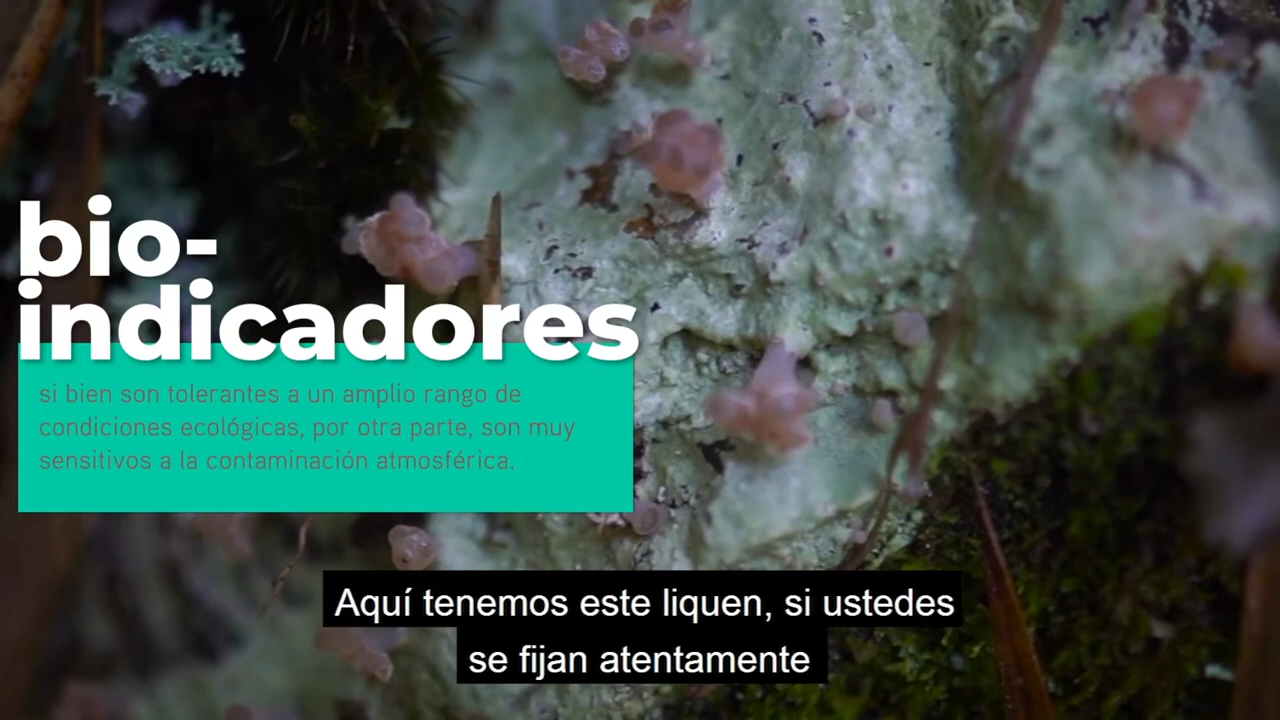 bio-
indicadores
si bien son tolerantes a un amplio rango de
condiciones ecológicas, por otra parte, son muy
sensitivos a la contaminación atmosférica.
Aquí tenemos este liquen, si ustedes
se fijan atentamente